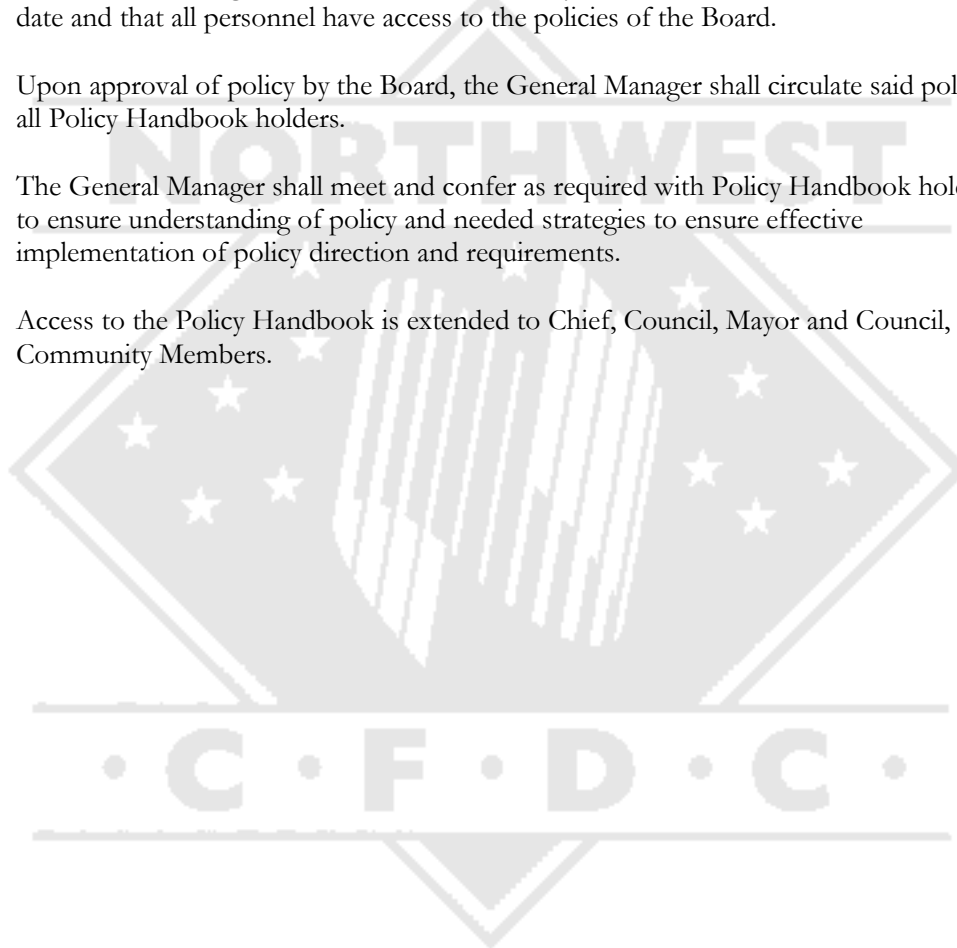 date and that all personnel have access to the policies of the Board.
Upon approval of policy by the Board, the General Manager shall circulate said
all Policy Handbook holders.
The General Manager shall meet and confer as required with Policy Handbook
to ensure understanding of policy and needed strategies to ensure effective
implementation of policy direction and requirements.
Access to the Policy Handbook is extended to Chief, Council, Mayor and Council,
Community Members.
NORTHWEST
· C · F · D · C ·